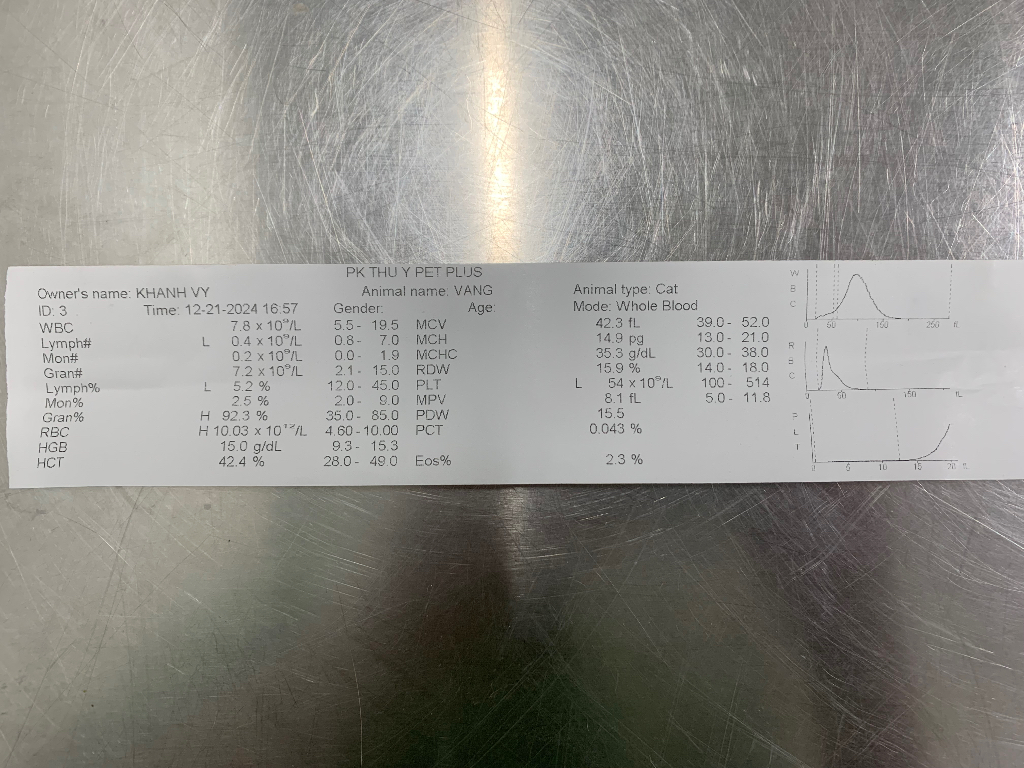 PK THU Y PET PLUS
Owner's name: KHANH VY Animal name: VANG Animal type: Cat
ID: 3 Time: 12-21-2024 16:57 Gender: Age: Mode: Whole Blood
WBC 7.8 x 10^9/L 5.5 - 19.5 MCV 42.3 fL 39.0 - 52.0
Lymph# L 0.4 x 10^9/L 0.8 - 7.0 MCH 14.9 pg 13.0 - 21.0
Mon# 0.2 x 10^9/L 0.0 - 1.9 MCHC 35.3 g/dL 30.0 - 38.0
Gran# 7.2 x 10^9/L 2.1 - 15.0 RDW 15.9 % 14.0 - 18.0
Lymph% L 5.2 % 12.0 - 45.0 PLT L 54 x 10^9/L 100 - 514
Mon% 2.5 % 2.0 - 9.0 MPV 8.1 fL 5.0 - 11.8
Gran% H 92.3 % 35.0 - 85.0 PDW 15.5
RBC H 10.03 x 10^12/L 4.60 - 10.00 PCT 0.043 %
HGB 15.0 g/dL 9.3 - 15.3
HCT 42.4 % 28.0 - 49.0 Eos% 2.3 %
WBC
50 150 250 fL
RBC
50 150 fL
PLT
5 10 15 20 fL